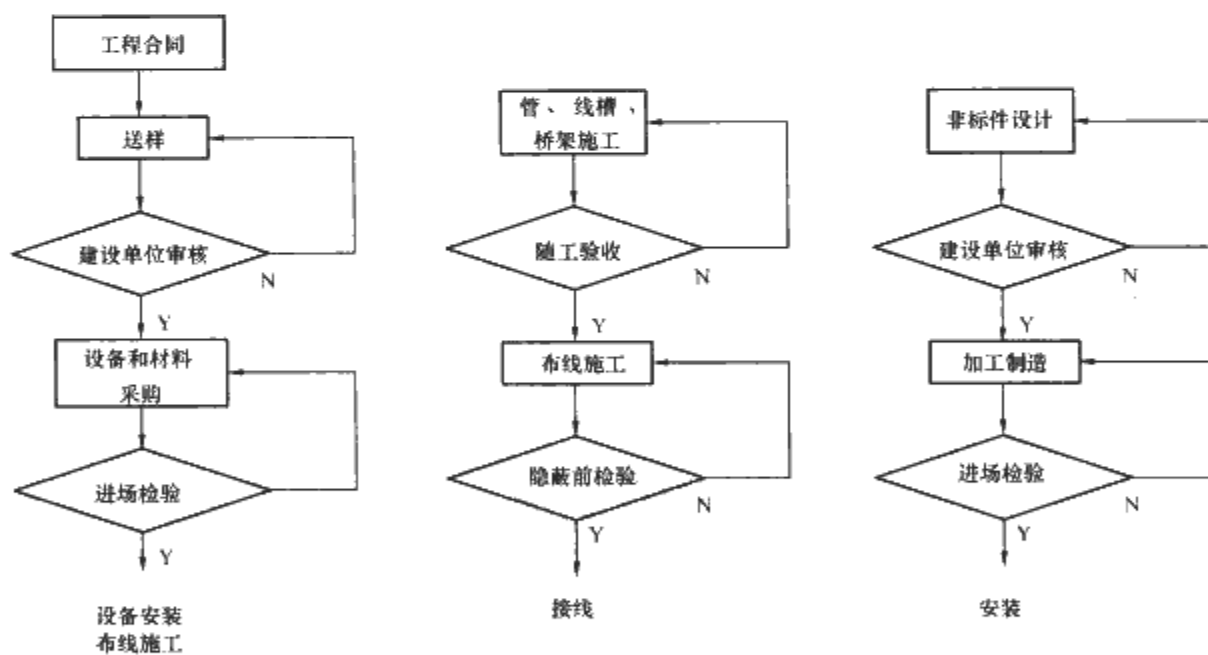 工程合同
送样
建设单位审核
N
Y
设备和材料
采购
进场检验
Y
设备安装
布线施工
管、线槽、
桥架施工
随工验收
N
Y
布线施工
隐蔽前检验
N
Y
接线
非标件设计
建设单位审核
N
Y
加工制造
进场检验
N
Y
安装